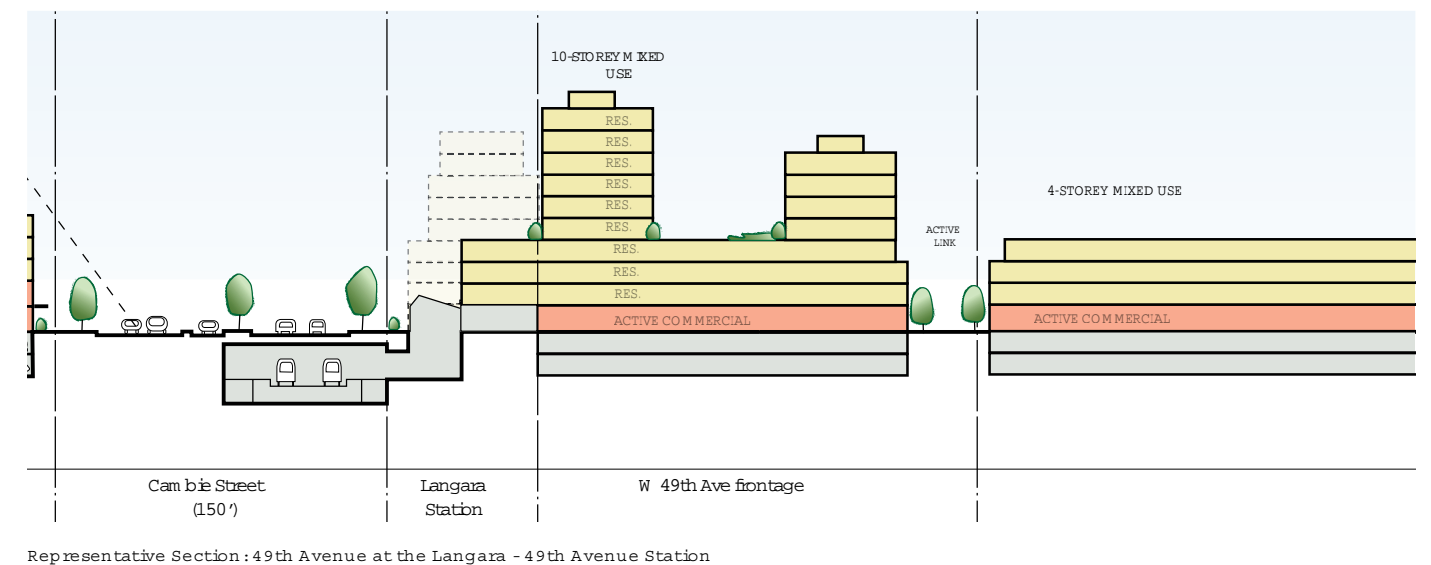 10-STOREY MIXED
USE
RES.
RES.
RES.
RES.
RES.
RES.
RES.
RES.
RES.
ACTIVE COMMERCIAL
ACTIVE
LINK
4-STOREY MIXED USE
ACTIVE COMMERCIAL
Cambie Street
(150')
Langara
Station
W 49th Ave frontage
Representative Section: 49th Avenue at the Langara - 49th Avenue Station